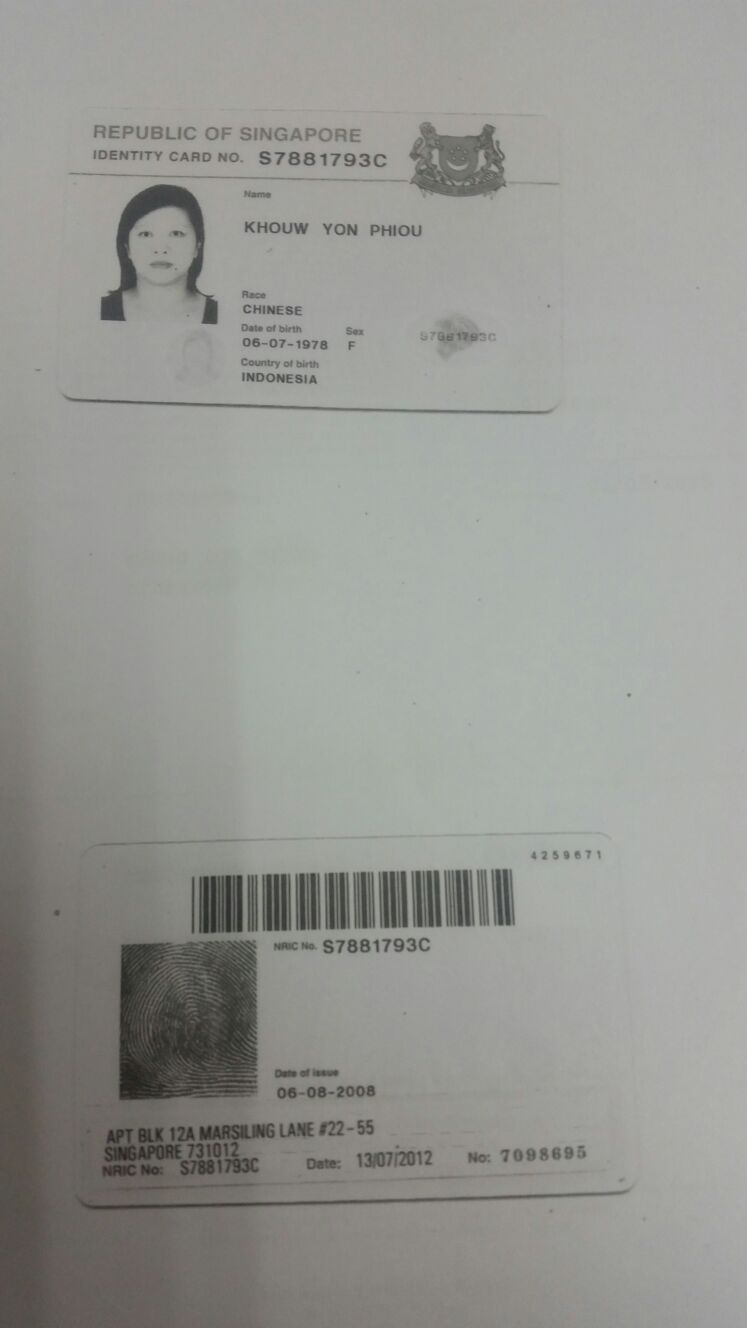 REPUBLIC OF SINGAPORE
IDENTITY CARD NO. S7881793C
Name
KHOUW YON PHIOU
Race
CHINESE
Date of birth Sex
06-07-1978 F
S7881793C
Country of birth
INDONESIA
4259671
NRIC No. S7881793C
Date of issue
06-08-2008
APT BLK 12A MARSILING LANE #22-55
SINGAPORE 731012
NRIC No: S7881793C Date: 13/07/2012 No: 7098695